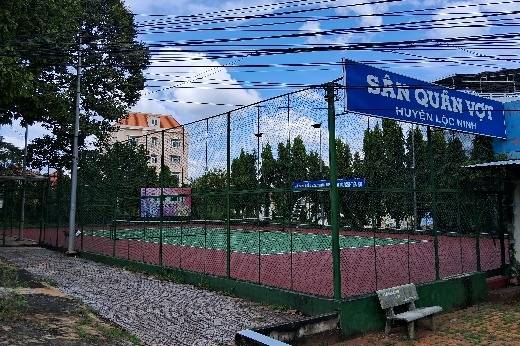 SÂN QUẦN VỢT
HUYỆN LỘC NINH